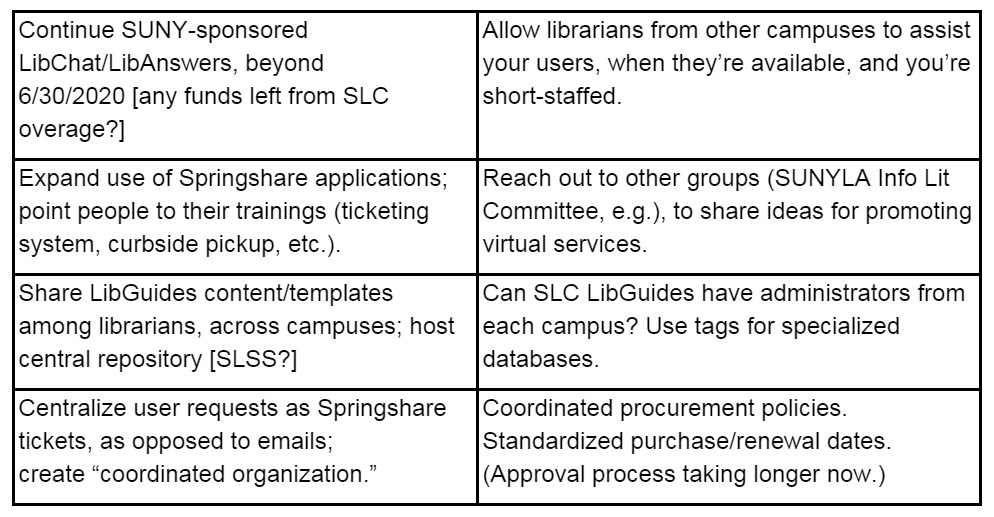 Continue SUNY-sponsored
LibChat/LibAnswers, beyond
6/30/2020 [any funds left from SLC
overage?]
Allow librarians from other campuses to assist
your users, when they’re available, and you’re
short-staffed.
Expand use of Springshare applications;
point people to their trainings (ticketing
system, curbside pickup, etc.).
Reach out to other groups (SUNYLA Info Lit
Committee, e.g.), to share ideas for promoting
virtual services.
Share LibGuides content/templates
among librarians, across campuses; host
central repository [SLSS?]
Can SLC LibGuides have administrators from
each campus? Use tags for specialized
databases.
Centralize user requests as Springshare
tickets, as opposed to emails;
create “coordinated organization.”
Coordinated procurement policies.
Standardized purchase/renewal dates.
(Approval process taking longer now.)